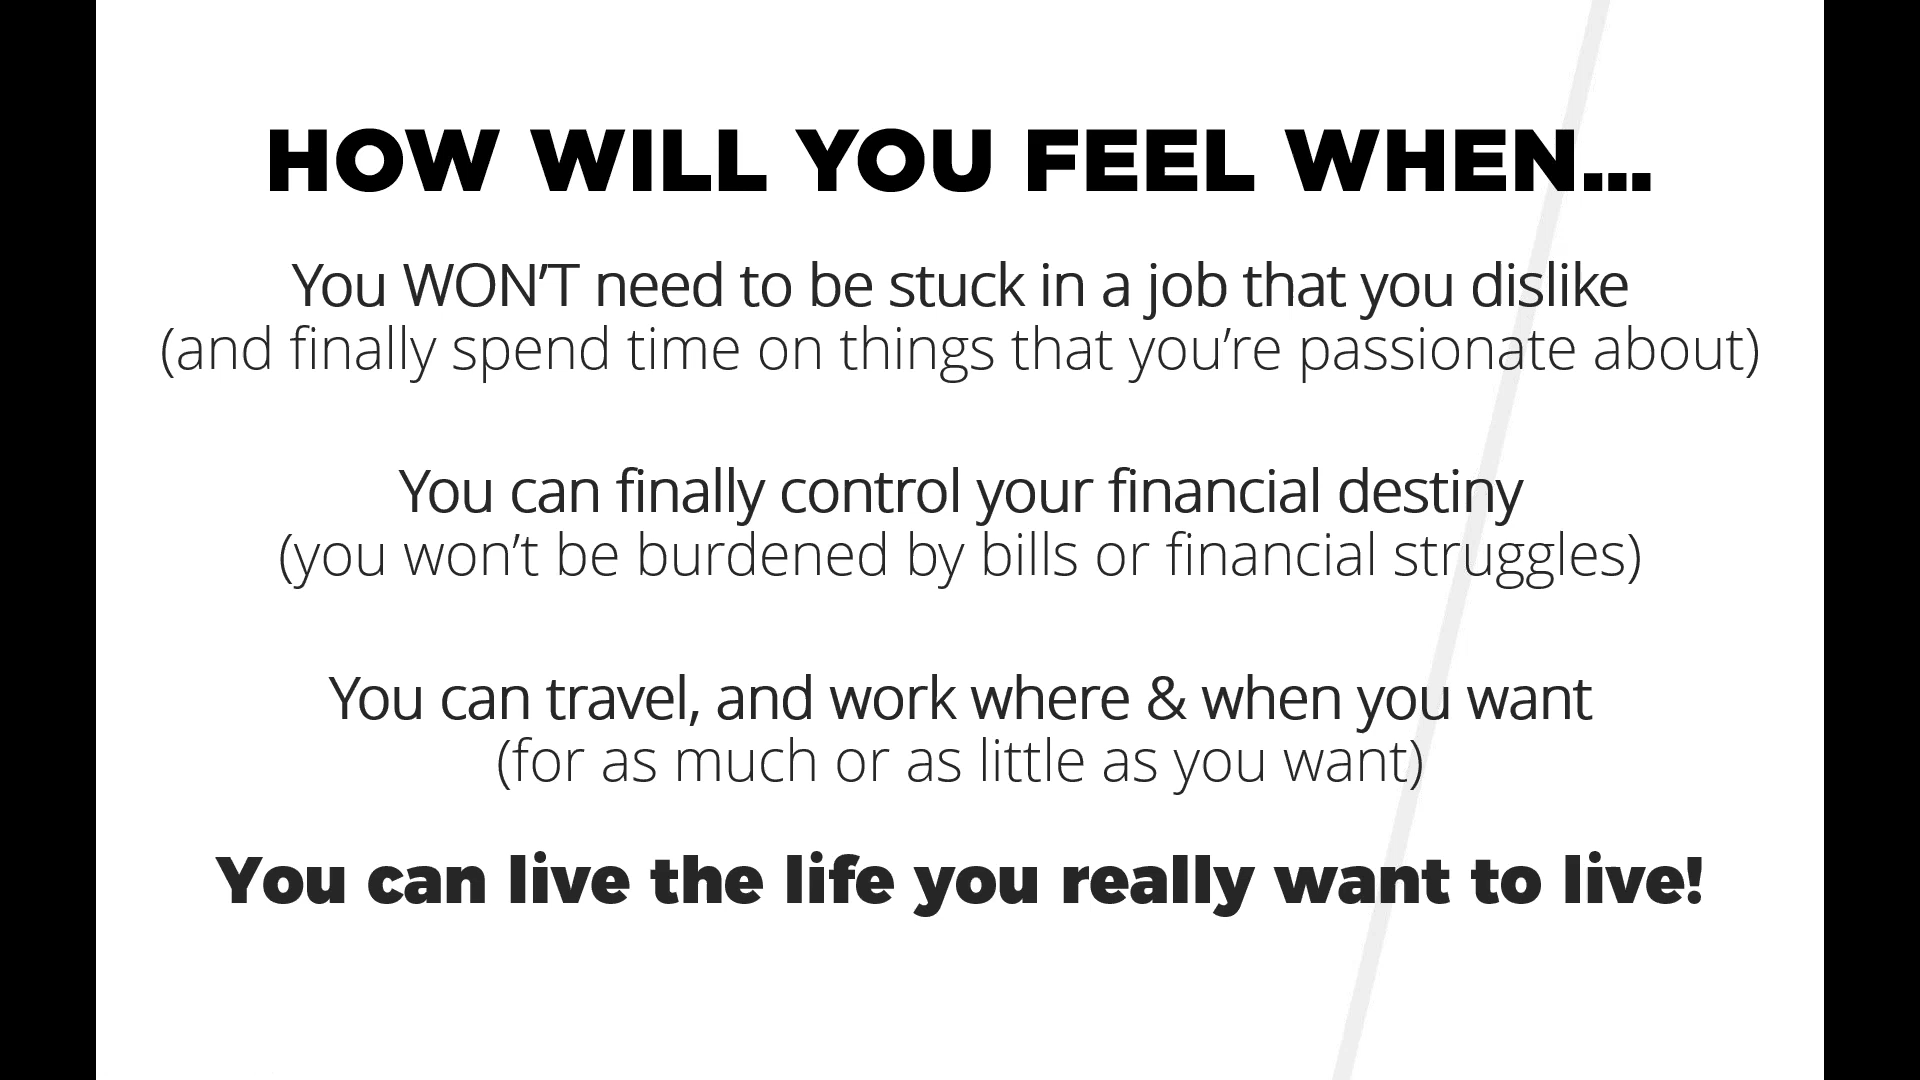 HOW WILL YOU FEEL WHEN...
You WON’T need to be stuck in a job that you dislike
(and finally spend time on things that you’re passionate about)
You can finally control your financial destiny
(you won’t be burdened by bills or financial struggles)
You can travel, and work where & when you want
(for as much or as little as you want)
You can live the life you really want to live!